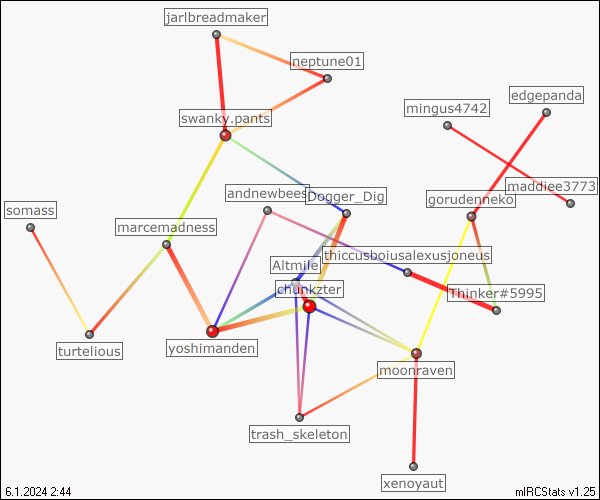 jarlbreadmaker
neptune01
edgepanda
mingus4742
swanky.pants
maddiee3773
andnewbees
Dogger_Dig
gorudenneko
somass
marcemadness
thiccusboiusalexusjoneus
Altmile
chunkzter
Thinker#5995
turtelious
yoshimanden
moonraven
trash_skeleton
xenoyaut
6.1.2024 2:44
mIRCStats v1.25